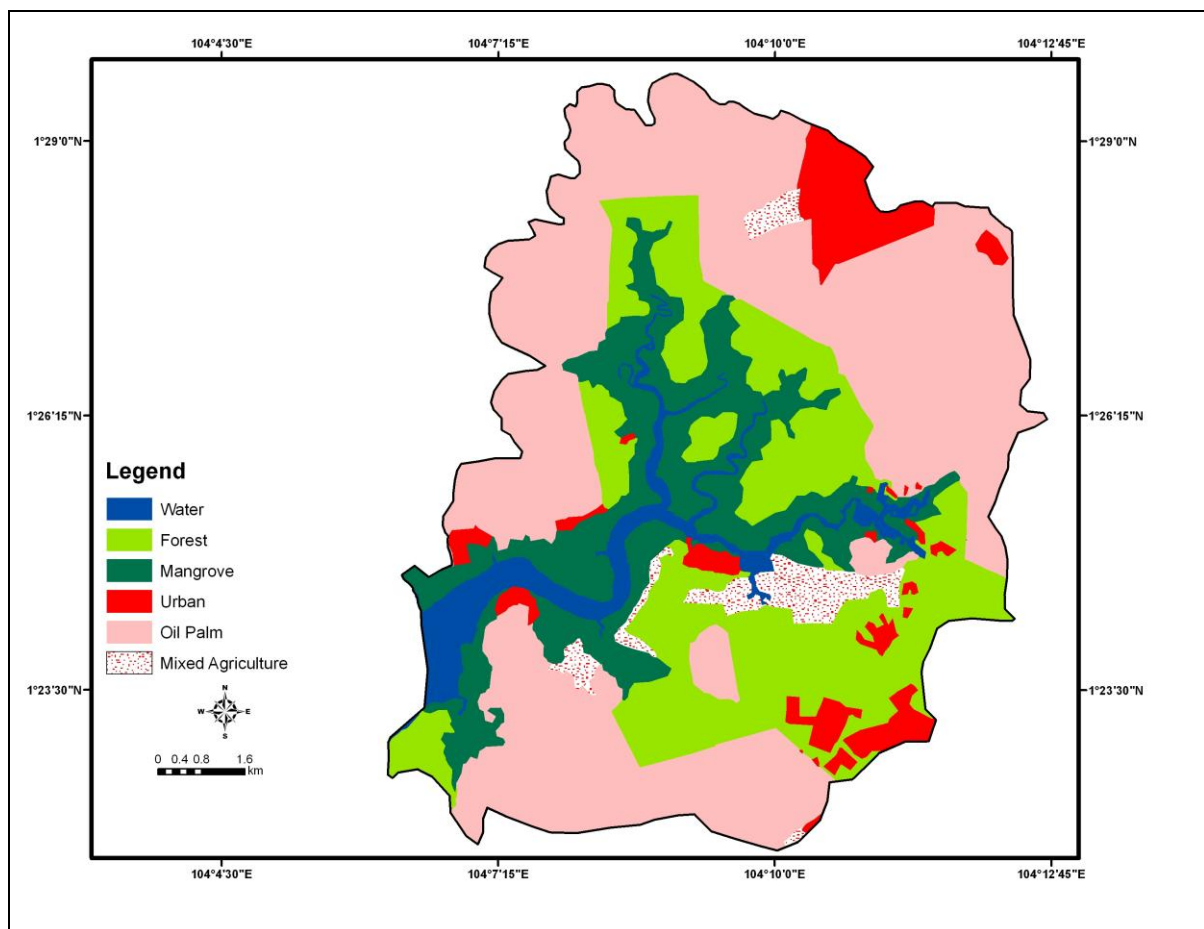 104°4'30"E 104°7'15"E 104°10'0"E 104°12'45"E
1°29'0"N 1°29'0"N
1°26'15"N 1°26'15"N
Legend
Water
Forest
Mangrove
Urban
Oil Palm
Mixed Agriculture
1°23'30"N 1°23'30"N
N
W E
S
0 0.4 0.8 1.6
km
104°4'30"E 104°7'15"E 104°10'0"E 104°12'45"E